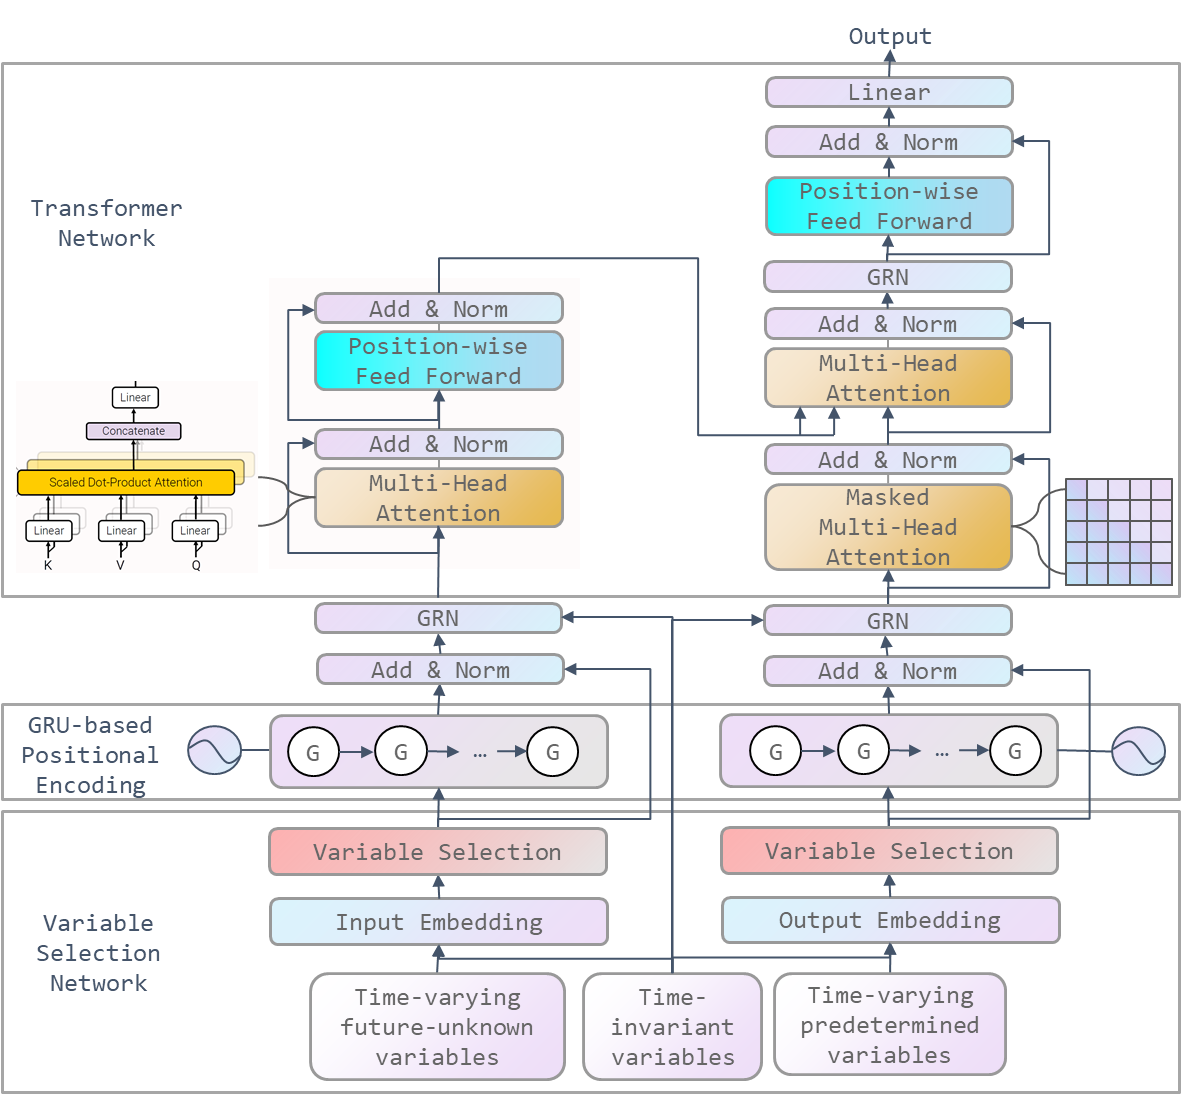 Output
Linear
Add & Norm
Position-wise
Feed Forward
GRN
Add & Norm
Multi-Head
Attention
Add & Norm
Masked
Multi-Head
Attention
Transformer
Network
Add & Norm
Position-wise
Feed Forward
Add & Norm
Multi-Head
Attention
Linear
Concatenate
Scaled Dot-Product Attention
Linear
Linear
Linear
K
V
Q
GRN
GRN
Add & Norm
Add & Norm
GRU-based
Positional
Encoding
G
G
...
G
G
G
...
G
Variable Selection
Variable Selection
Input Embedding
Output Embedding
Variable
Selection
Network
Time-varying
future-unknown
variables
Time-
invariant
variables
Time-varying
predetermined
variables